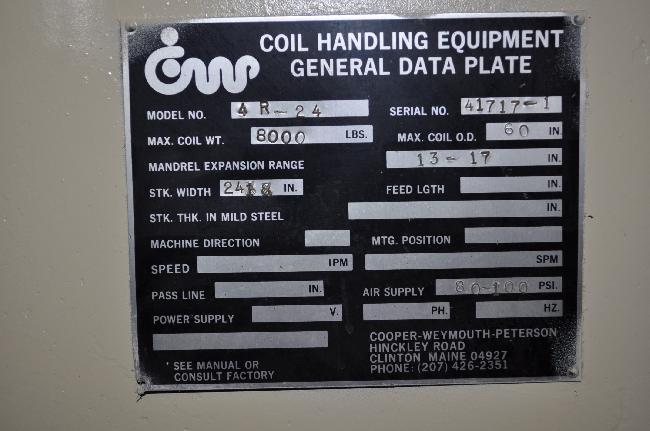 CWP COIL HANDLING EQUIPMENT
GENERAL DATA PLATE
MODEL NO. 4R-24 SERIAL NO. 41717-1
MAX. COIL WT. 8000 LBS. MAX. COIL O.D. 60 IN.
MANDREL EXPANSION RANGE 13-17 IN.
STK. WIDTH 24 IN. FEED LGTH IN.
STK. THK. IN MILD STEEL IN.
MACHINE DIRECTION MTG. POSITION
SPEED IPM SPM
PASS LINE IN. AIR SUPPLY 80-100 PSI.
POWER SUPPLY V. PH. HZ.
COOPER-WEYMOUTH-PETERSON
HINCKLEY ROAD
CLINTON MAINE 04927
PHONE: (207) 426-2351
'SEE MANUAL OR
CONSULT FACTORY